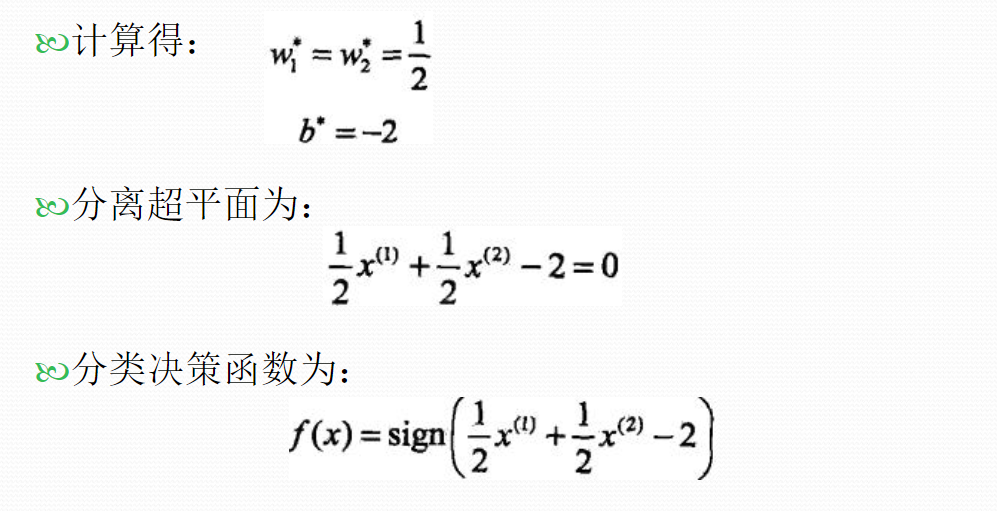 计算得：
w₁* = w₂* = 1/2
b* = −2
分离超平面为：
1/2 x⁽¹⁾ + 1/2 x⁽²⁾ − 2 = 0
分类决策函数为：
f(x) = sign(1/2 x⁽¹⁾ + 1/2 x⁽²⁾ − 2)